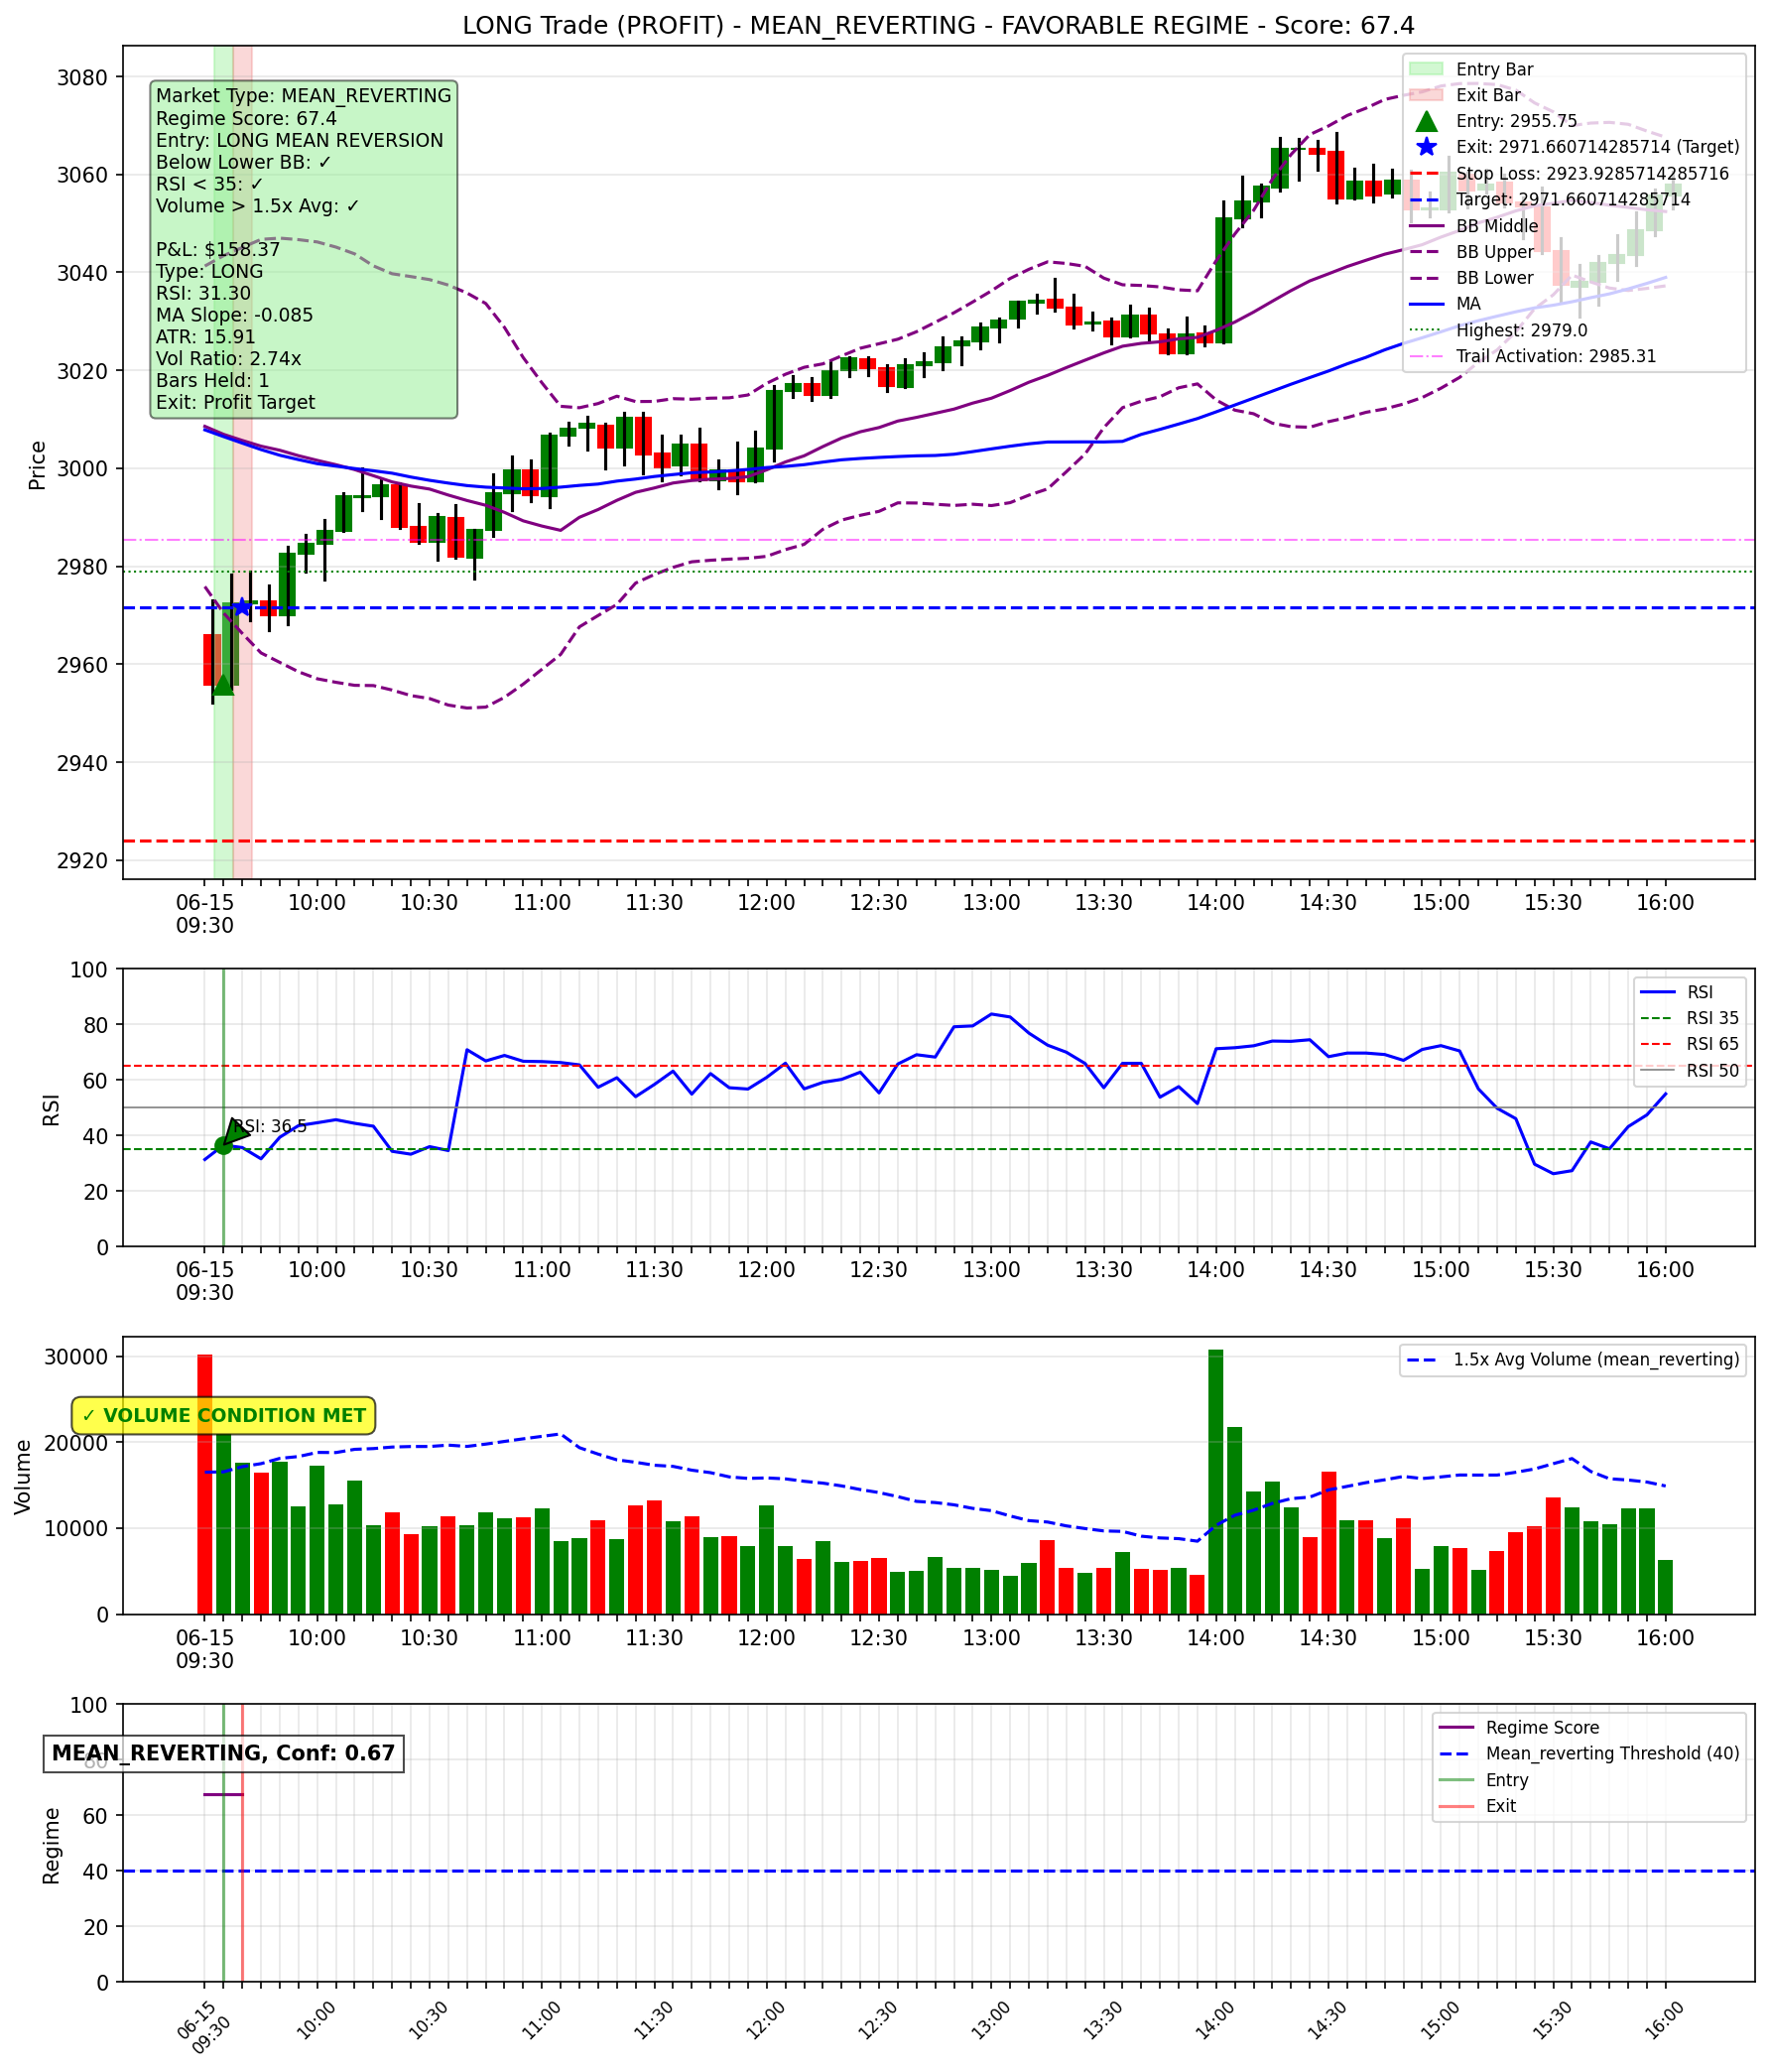 LONG Trade (PROFIT) - MEAN_REVERTING - FAVORABLE REGIME - Score: 67.4
Market Type: MEAN_REVERTING
Regime Score: 67.4
Entry: LONG MEAN REVERSION
Below Lower BB: ✓
RSI < 35: ✓
Volume > 1.5x Avg: ✓
P&L: $158.37
Type: LONG
RSI: 31.30
MA Slope: -0.085
ATR: 15.91
Vol Ratio: 2.74x
Bars Held: 1
Exit: Profit Target
Entry Bar
Exit Bar
Entry: 2955.75
Exit: 2971.660714285714 (Target)
Stop Loss: 2923.9285714285716
Target: 2971.660714285714
BB Middle
BB Upper
BB Lower
MA
Highest: 2979.0
Trail Activation: 2985.31
Price
3080
3060
3040
3020
3000
2980
2960
2940
2920
06-15 10:00 10:30 11:00 11:30 12:00 12:30 13:00 13:30 14:00 14:30 15:00 15:30 16:00
09:30
RSI
100
80
60
40
20
0
RSI: 36.5
RSI
RSI 35
RSI 65
RSI 50
06-15 10:00 10:30 11:00 11:30 12:00 12:30 13:00 13:30 14:00 14:30 15:00 15:30 16:00
09:30
Volume
30000
20000
10000
0
✓ VOLUME CONDITION MET
1.5x Avg Volume (mean_reverting)
06-15 10:00 10:30 11:00 11:30 12:00 12:30 13:00 13:30 14:00 14:30 15:00 15:30 16:00
09:30
Regime
100
80
60
40
20
0
MEAN_REVERTING, Conf: 0.67
Regime Score
Mean_reverting Threshold (40)
Entry
Exit
06-15 10:00 10:30 11:00 11:30 12:00 12:30 13:00 13:30 14:00 14:30 15:00 15:30 16:00
09:30